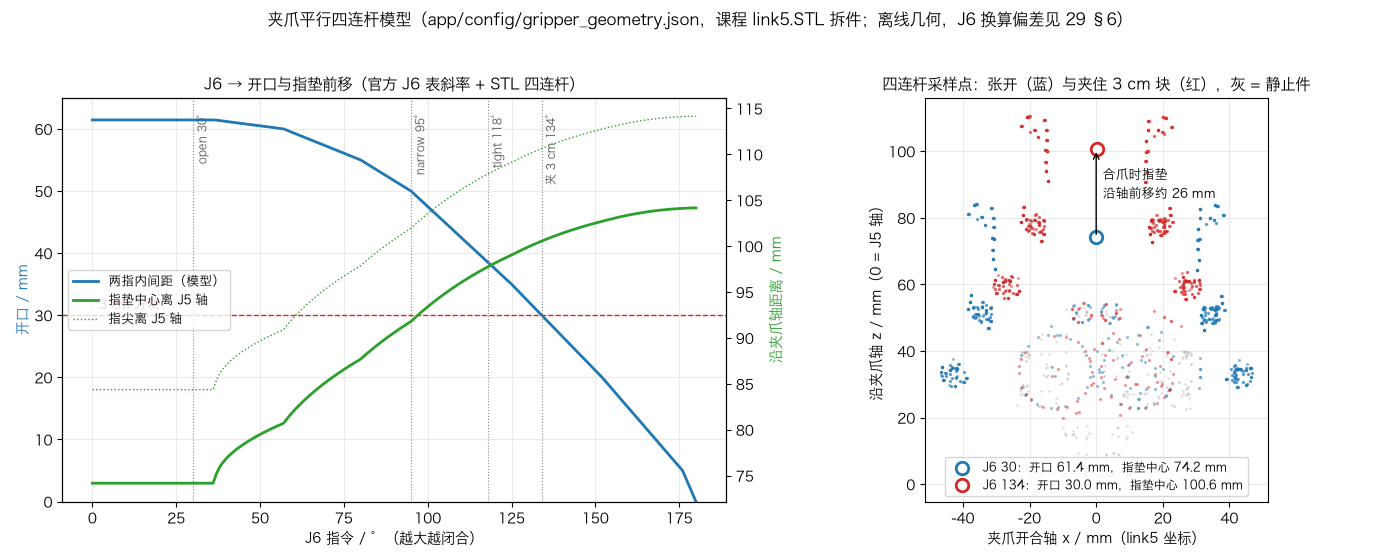 夹爪平行四连杆模型（app/config/gripper_geometry.json，课程 link5.STL 拆件；离线几何，J6 换算偏差见 29 §6）
J6 → 开口与指垫前移（官方 J6 表斜率 + STL 四连杆）
开口 / mm
60
50
40
30
20
10
0
open 30°
narrow 95°
tight 118°
夹 3 cm 134°
两指内间距（模型）
指垫中心离 J5 轴
指尖离 J5 轴
115
110
105
100
95
90
85
80
75
沿夹爪轴距离 / mm
0 25 50 75 100 125 150 175
J6 指令 / °（越大越闭合）
四连杆采样点：张开（蓝）与夹住 3 cm 块（红），灰 = 静止件
沿夹爪轴 z / mm（0 = J5 轴）
100
80
60
40
20
0
合爪时指垫
沿轴前移约 26 mm
J6 30：开口 61.4 mm，指垫中心 74.2 mm
J6 134：开口 30.0 mm，指垫中心 100.6 mm
-40 -20 0 20 40
夹爪开合轴 x / mm（link5 坐标）